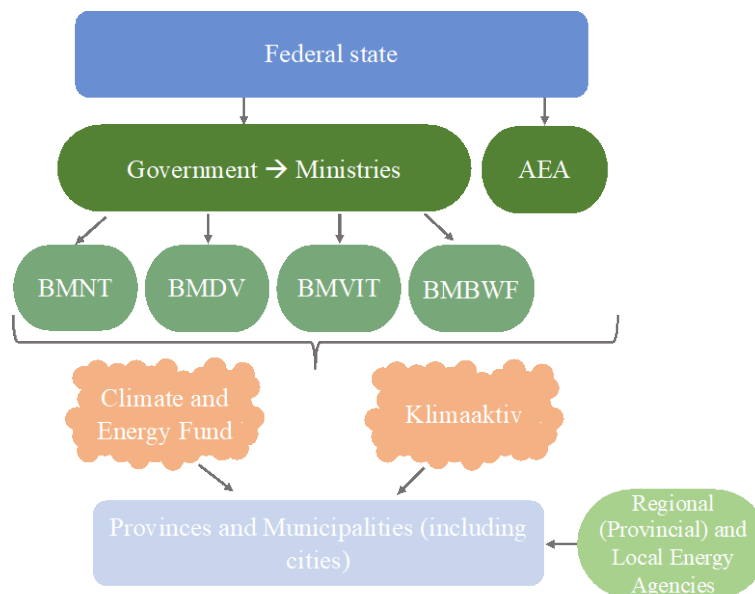 Federal state
Government → Ministries
AEA
BMNT
BMDV
BMVIT
BMBWF
Climate and
Energy Fund
Klimaaktiv
Provinces and Municipalities (including
cities)
Regional
(Provincial) and
Local Energy
Agencies